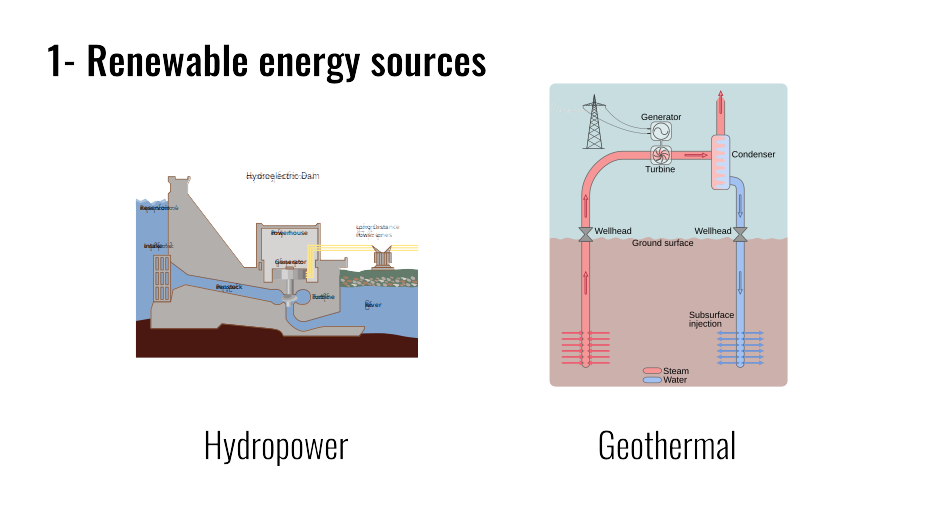 1- Renewable energy sources
Hydroelectric Dam
Long Distance
Power Lines
Reservoir
Powerhouse
Intake
Generator
Penstock
Turbine
River
Generator
Turbine
Condenser
Wellhead
Wellhead
Ground surface
Subsurface
injection
Steam
Water
Hydropower
Geothermal